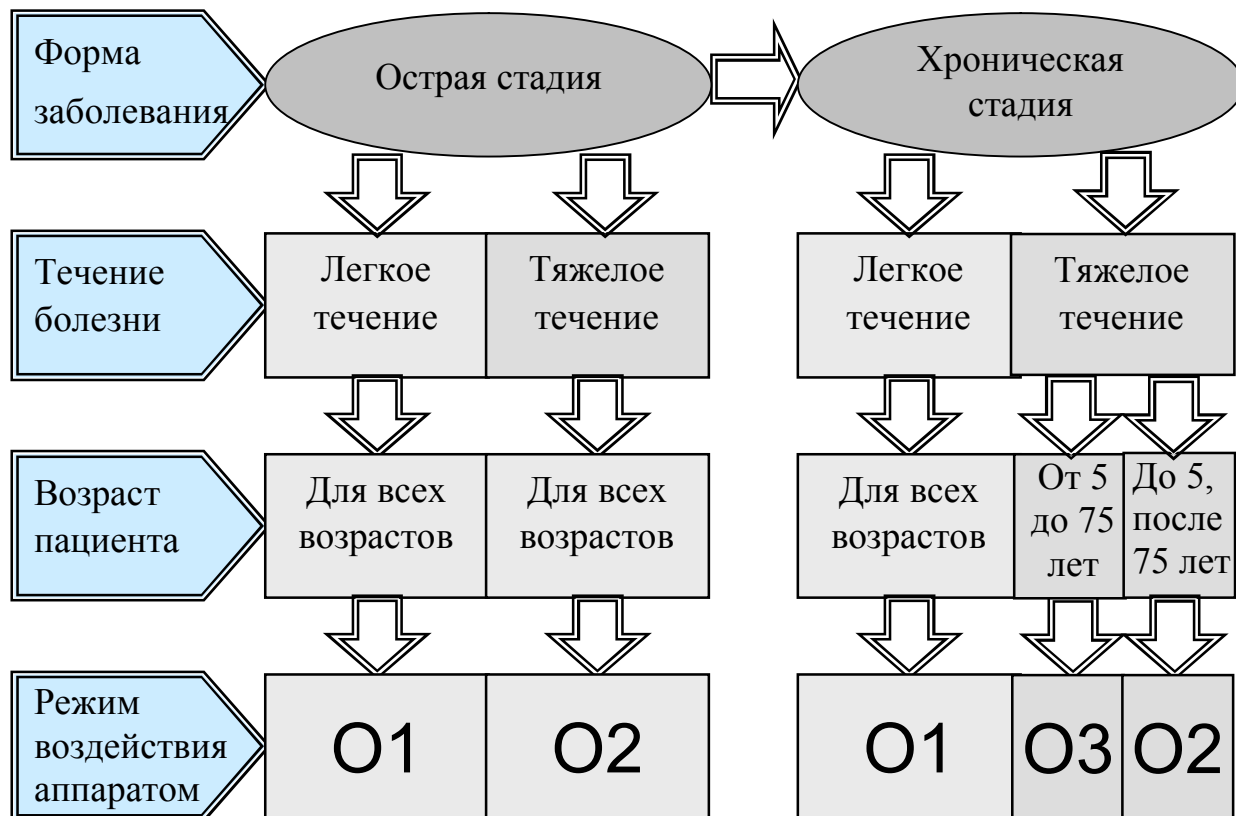 Форма
заболевания
Острая стадия
Хроническая
стадия
Течение
болезни
Легкое
течение
Тяжелое
течение
Легкое
течение
Тяжелое
течение
Возраст
пациента
Для всех
возрастов
Для всех
возрастов
Для всех
возрастов
От 5
до 75
лет
До 5,
после
75 лет
Режим
воздействия
аппаратом
О1
О2
О1
О3
О2